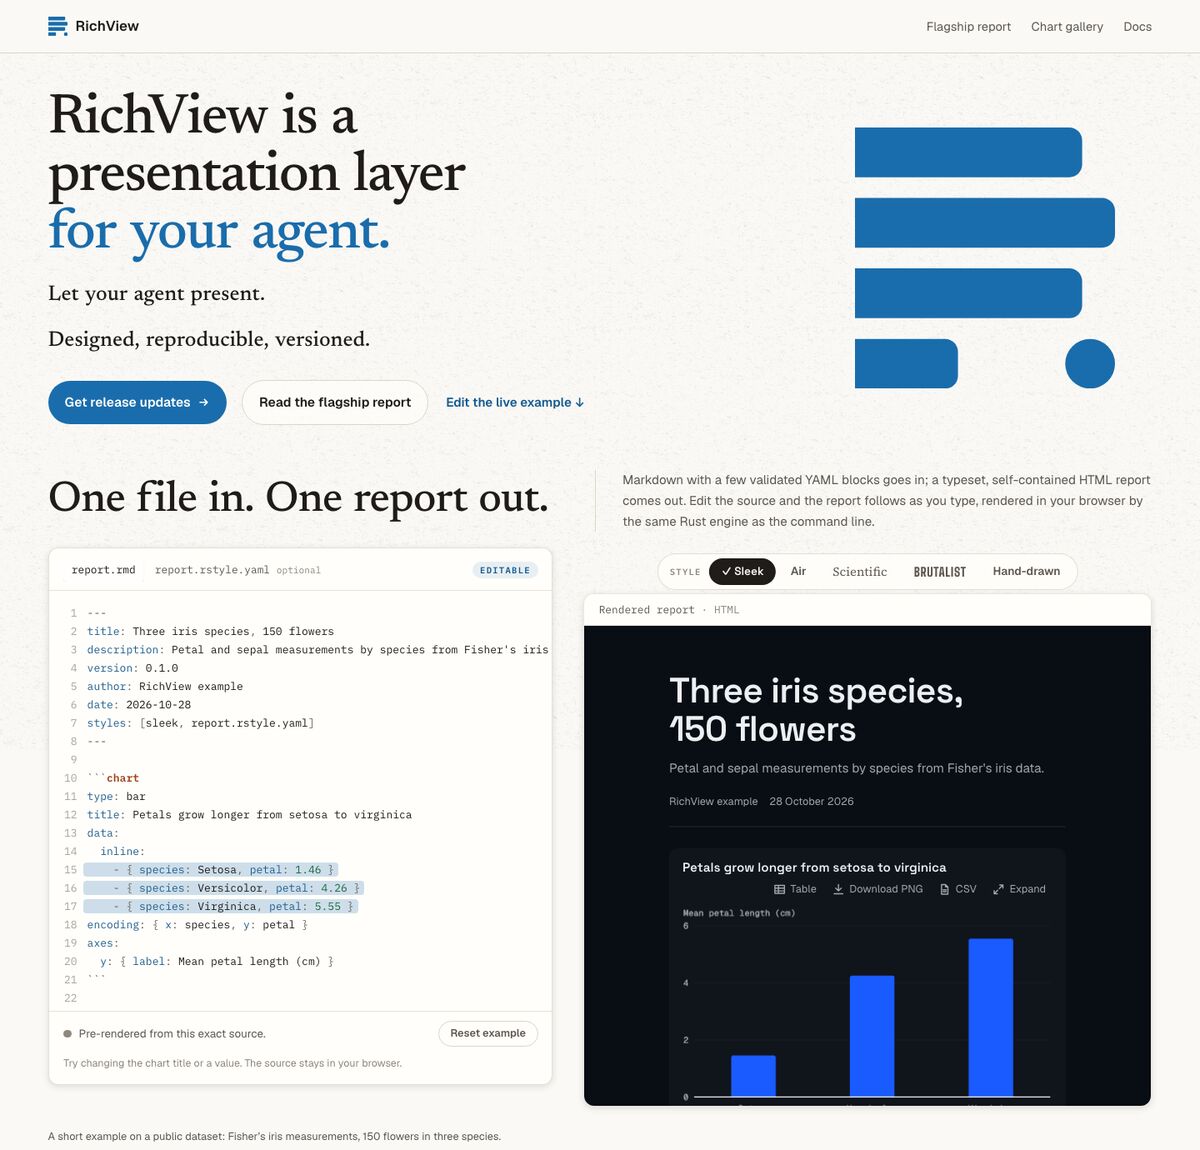 RichView
Flagship report
Chart gallery
Docs
RichView is a
presentation layer
for your agent.
Let your agent present.
Designed, reproducible, versioned.
Get release updates →
Read the flagship report
Edit the live example ↓
One file in. One report out.
Markdown with a few validated YAML blocks goes in; a typeset, self-contained HTML report
comes out. Edit the source and the report follows as you type, rendered in your browser by
the same Rust engine as the command line.
report.rmd
report.rstyle.yaml optional
EDITABLE
1 ---
2 title: Three iris species, 150 flowers
3 description: Petal and sepal measurements by species from Fisher's iris
4 version: 0.1.0
5 author: RichView example
6 date: 2026-10-28
7 styles: [sleek, report.rstyle.yaml]
8 ---
9
10 ```chart
11 type: bar
12 title: Petals grow longer from setosa to virginica
13 data:
14   inline:
15     - { species: Setosa, petal: 1.46 }
16     - { species: Versicolor, petal: 4.26 }
17     - { species: Virginica, petal: 5.55 }
18 encoding: { x: species, y: petal }
19 axes:
20   y: { label: Mean petal length (cm) }
21 ```
22
Pre-rendered from this exact source.
Reset example
Try changing the chart title or a value. The source stays in your browser.
STYLE
✓ Sleek
Air
Scientific
BRUTALIST
Hand-drawn
Rendered report · HTML
Three iris species,
150 flowers
Petal and sepal measurements by species from Fisher's iris data.
RichView example
28 October 2026
Petals grow longer from setosa to virginica
Table
Download PNG
CSV
Expand
Mean petal length (cm)
6
4
2
0
A short example on a public dataset: Fisher's iris measurements, 150 flowers in three species.